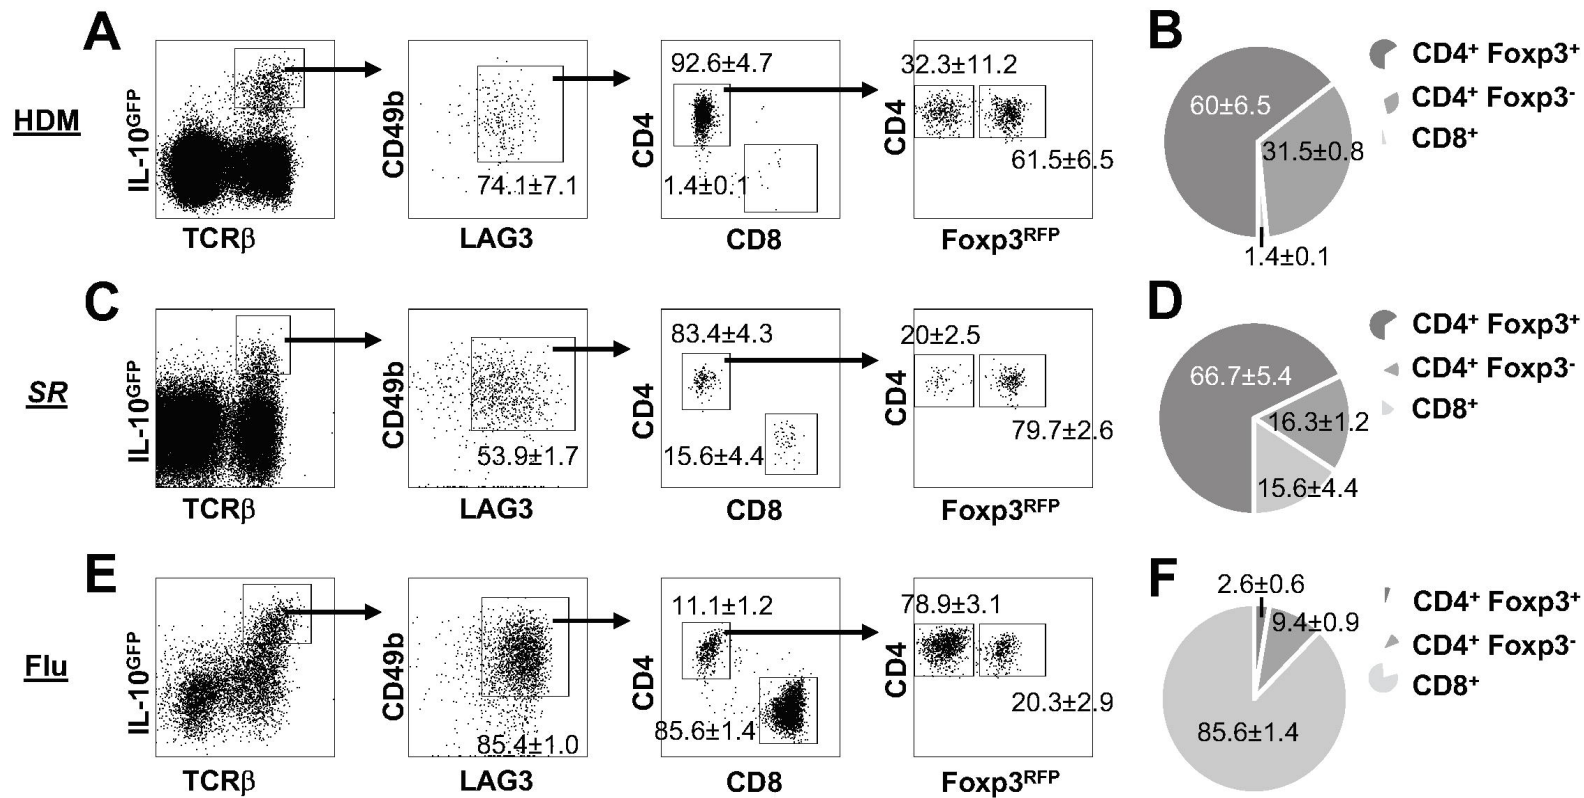 A
HDM
IL-10GFP
TCRβ
CD49b
74.1±7.1
LAG3
92.6±4.7
CD4
1.4±0.1
CD8
32.3±11.2
CD4
61.5±6.5
Foxp3RFP
B
60±6.5
31.5±0.8
1.4±0.1
CD4+ Foxp3+
CD4+ Foxp3-
CD8+
C
SR
IL-10GFP
TCRβ
CD49b
53.9±1.7
LAG3
83.4±4.3
CD4
15.6±4.4
CD8
20±2.5
CD4
79.7±2.6
Foxp3RFP
D
66.7±5.4
16.3±1.2
15.6±4.4
CD4+ Foxp3+
CD4+ Foxp3-
CD8+
E
Flu
IL-10GFP
TCRβ
CD49b
85.4±1.0
LAG3
11.1±1.2
CD4
85.6±1.4
CD8
78.9±3.1
CD4
20.3±2.9
Foxp3RFP
F
2.6±0.6
9.4±0.9
85.6±1.4
CD4+ Foxp3+
CD4+ Foxp3-
CD8+